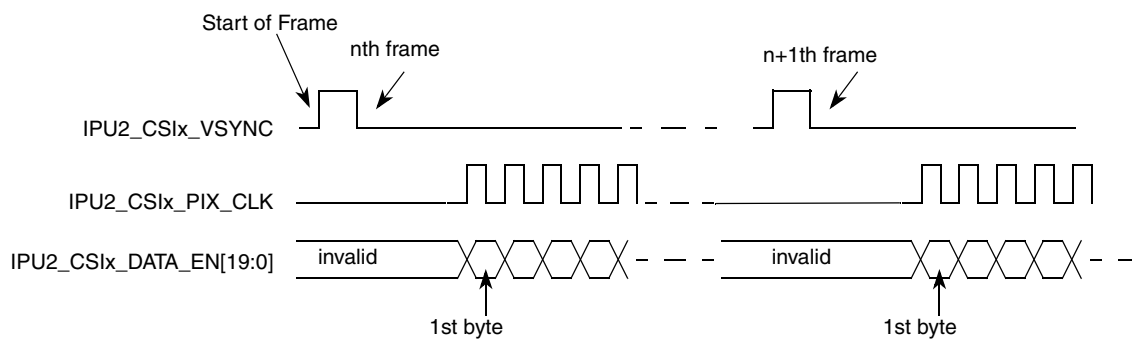 Start of Frame
nth frame
n+1th frame
IPU2_CSIx_VSYNC
IPU2_CSIx_PIX_CLK
IPU2_CSIx_DATA_EN[19:0]
invalid
invalid
1st byte
1st byte